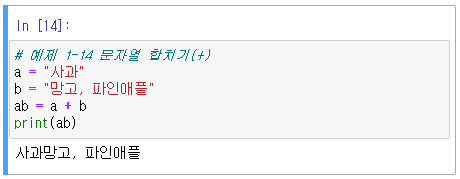 In [14]:
# 예제 1-14 문자열 합치기(+)
a = "사과"
b = "망고, 파인애플"
ab = a + b
print(ab)
사과망고, 파인애플